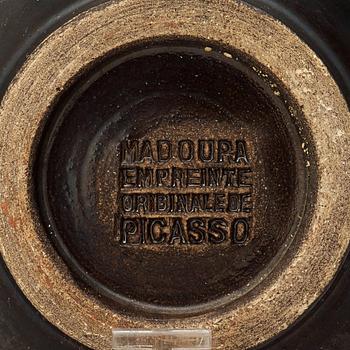 MADOURA
EMPREINTE
ORIGINALE DE
PICASSO